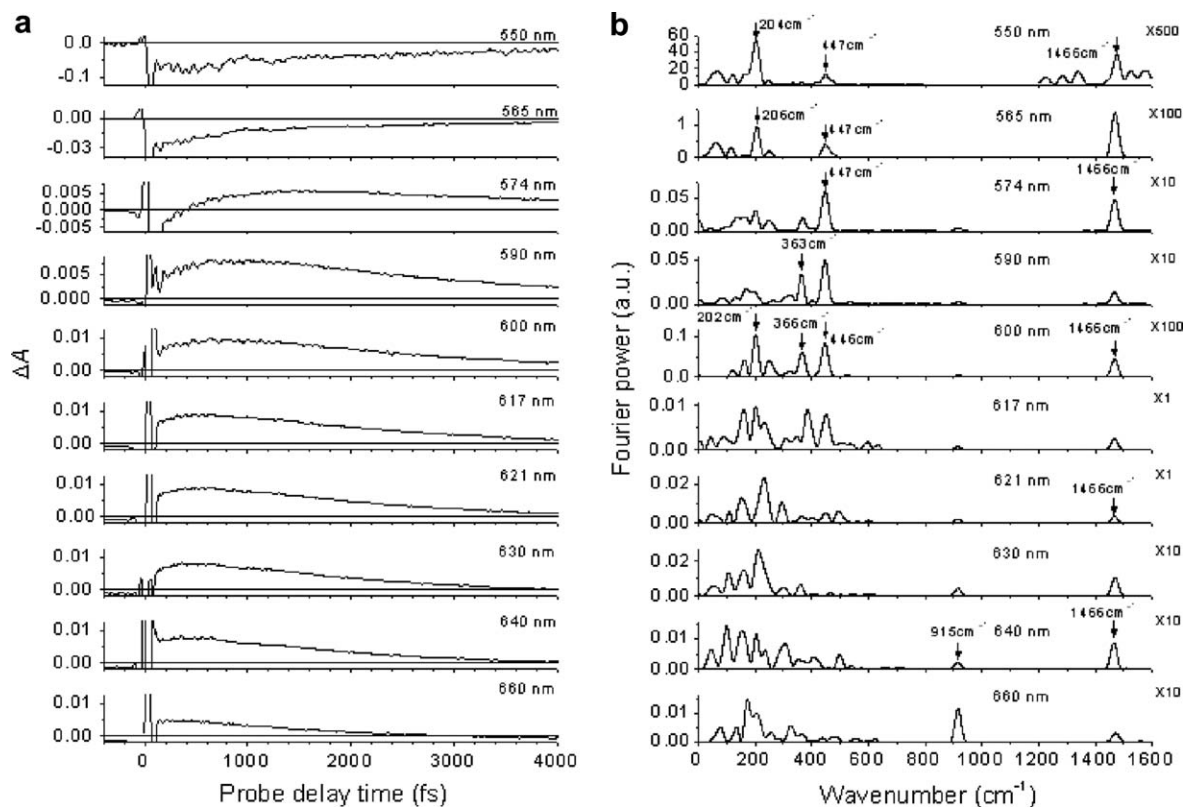 a
0.0
-0.1
550 nm
0.00
-0.03
565 nm
0.005
0.000
-0.005
574 nm
0.005
0.000
590 nm
0.01
0.00
600 nm
0.01
0.00
617 nm
0.01
0.00
621 nm
0.01
0.00
630 nm
0.01
0.00
640 nm
0.01
0.00
660 nm
0
1000
2000
3000
4000
ΔA
Probe delay time (fs)
b
60
40
20
0
204cm⁻¹
447cm⁻¹
550 nm
1466cm⁻¹
X500
1
0
206cm⁻¹
447cm⁻¹
565 nm
X100
0.05
0.00
447cm⁻¹
574 nm
1466cm⁻¹
X10
0.05
0.00
363cm⁻¹
590 nm
X10
0.1
0.0
202cm⁻¹
366cm⁻¹
446cm⁻¹
600 nm
1466cm⁻¹
X100
0.01
0.00
617 nm
X1
0.02
0.00
621 nm
1466cm⁻¹
X1
0.02
0.00
630 nm
X10
0.01
0.00
915cm⁻¹
640 nm
1466cm⁻¹
X10
0.01
0.00
660 nm
X10
0
200
400
600
800
1000
1200
1400
1600
Fourier power (a.u.)
Wavenumber (cm⁻¹)